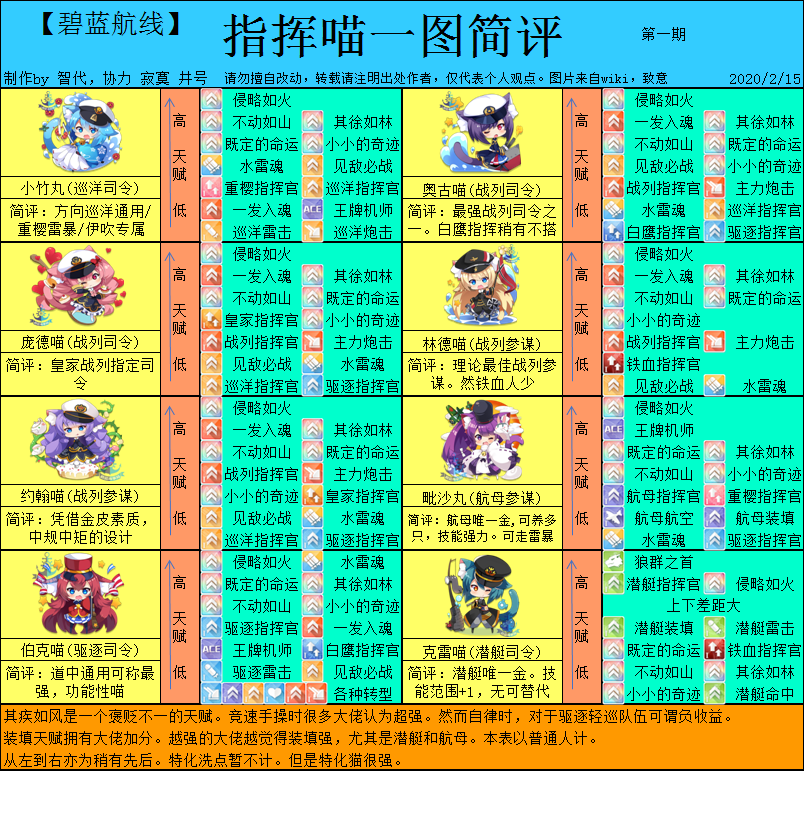 【碧蓝航线】
指挥喵一图简评
第一期
制作by 智代，协力 寂寞 井号
请勿擅自改动，转载请注明出处作者，仅代表个人观点。图片来自wiki，致意
2020/2/15
小竹丸(巡洋司令)
简评：方向巡洋通用/
重樱雷暴/伊吹专属
高
天
赋
低
侵略如火
不动如山 其徐如林
既定的命运 小小的奇迹
水雷魂 见敌必战
重樱指挥官 巡洋指挥官
一发入魂 ACE 王牌机师
巡洋雷击 巡洋炮击
奥古喵(战列司令)
简评：最强战列司令之
一。白鹰指挥稍有不搭
高
天
赋
低
侵略如火
一发入魂 其徐如林
不动如山 既定的命运
见敌必战 小小的奇迹
战列指挥官 主力炮击
水雷魂 巡洋指挥官
白鹰指挥官 驱逐指挥官
庞德喵(战列司令)
简评：皇家战列指定司
令
高
天
赋
低
侵略如火
一发入魂 其徐如林
不动如山 既定的命运
皇家指挥官 小小的奇迹
战列指挥官 主力炮击
见敌必战 水雷魂
巡洋指挥官 驱逐指挥官
林德喵(战列参谋)
简评：理论最佳战列参
谋。然铁血人少
高
天
赋
低
侵略如火
一发入魂 其徐如林
不动如山 既定的命运
小小的奇迹
战列指挥官 主力炮击
铁血指挥官
见敌必战 水雷魂
约翰喵(战列参谋)
简评：凭借金皮素质，
中规中矩的设计
高
天
赋
低
侵略如火
一发入魂 其徐如林
不动如山 既定的命运
战列指挥官 主力炮击
小小的奇迹 皇家指挥官
见敌必战 水雷魂
巡洋指挥官 驱逐指挥官
毗沙丸(航母参谋)
简评：航母唯一金,可养多
只，技能强力。可走雷暴
高
天
赋
低
侵略如火
ACE 王牌机师
既定的命运 其徐如林
不动如山 小小的奇迹
航母指挥官 重樱指挥官
航母航空 航母装填
水雷魂 驱逐指挥官
伯克喵(驱逐司令)
简评：道中通用可称最
强，功能性喵
高
天
赋
低
侵略如火 水雷魂
既定的命运 其徐如林
不动如山 小小的奇迹
驱逐指挥官 一发入魂
ACE 王牌机师 白鹰指挥官
驱逐雷击 见敌必战
各种转型
克雷喵(潜艇司令)
简评：潜艇唯一金。技
能范围+1，无可替代
高
天
赋
低
狼群之首
潜艇指挥官 侵略如火
上下差距大
潜艇装填 潜艇雷击
既定的命运 铁血指挥官
不动如山 其徐如林
小小的奇迹 潜艇命中
其疾如风是一个褒贬不一的天赋。竞速手操时很多大佬认为超强。然而自律时，对于驱逐轻巡队伍可谓负收益。
装填天赋拥有大佬加分。越强的大佬越觉得装填强，尤其是潜艇和航母。本表以普通人计。
从左到右亦为稍有先后。特化洗点暂不计。但是特化猫很强。